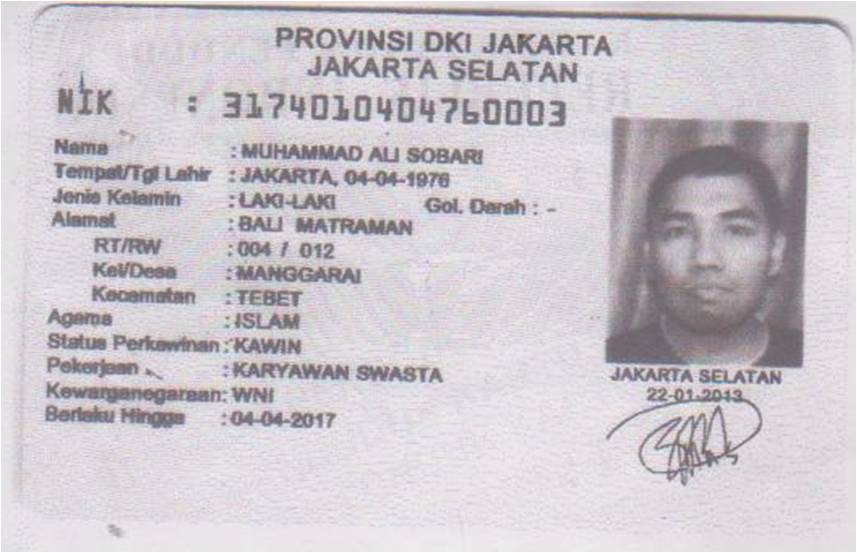 PROVINSI DKI JAKARTA
JAKARTA SELATAN
NIK : 3174010404760003
Nama : MUHAMMAD ALI SOBARI
Tempat/Tgl Lahir : JAKARTA, 04-04-1976
Jenis Kelamin : LAKI-LAKI Gol. Darah : -
Alamat : BALI MATRAMAN
RT/RW : 004 / 012
Kel/Desa : MANGGARAI
Kecamatan : TEBET
Agama : ISLAM
Status Perkawinan : KAWIN
Pekerjaan : KARYAWAN SWASTA
Kewarganegaraan: WNI
Berlaku Hingga : 04-04-2017
JAKARTA SELATAN
22-01-2013